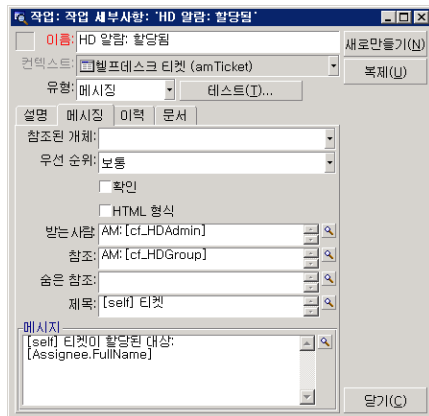 작업: 작업 세부사항: 'HD 알람: 할당됨'
이름: HD 알람: 할당됨
새로만들기(N)
컨텍스트: 헬프데스크 티켓 (amTicket)
복제(U)
유형: 메시징
테스트(T)...
설명 메시징 이력 문서
참조된 개체:
우선 순위: 보통
확인
HTML 형식
받는사람 AM:[cf_HDAdmin]
참조: AM:[cf_HDGroup]
숨은 참조:
제목: [self] 티켓
메시지
[self] 티켓이 할당된 대상:
[Assignee.FullName]
닫기(C)